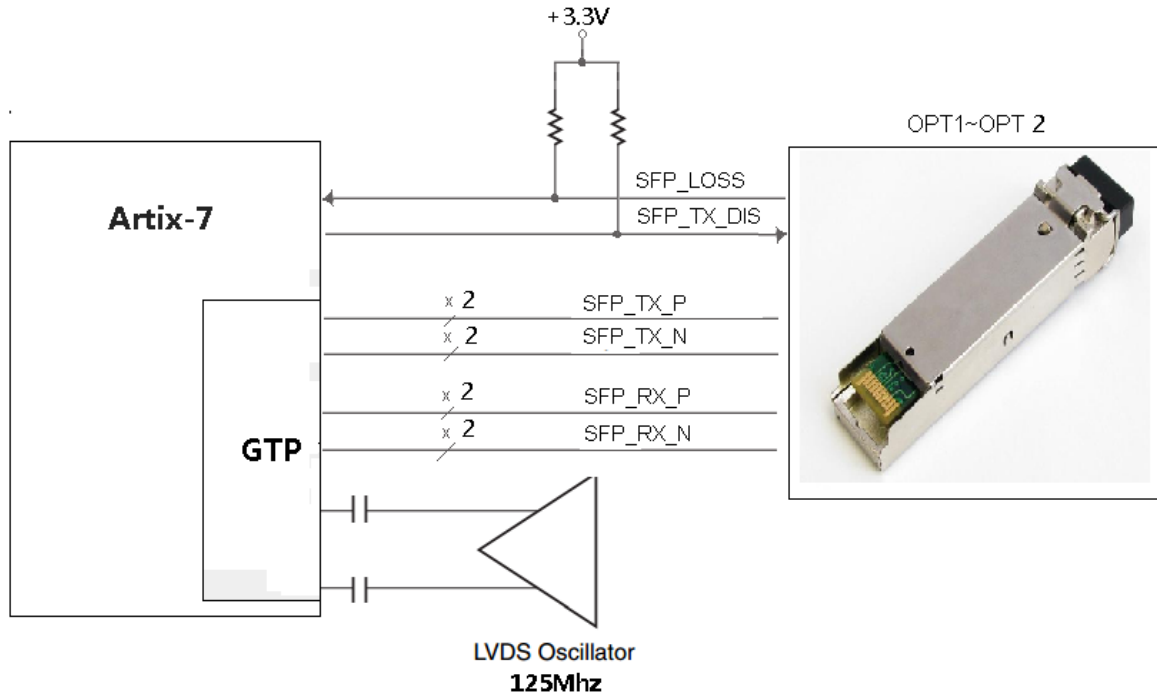 +3.3V
OPT1~OPT 2
SFP_LOSS
Artix-7
SFP_TX_DIS
x 2
SFP_TX_P
x 2
SFP_TX_N
x 2
SFP_RX_P
x 2
SFP_RX_N
GTP
LVDS Oscillator
125Mhz